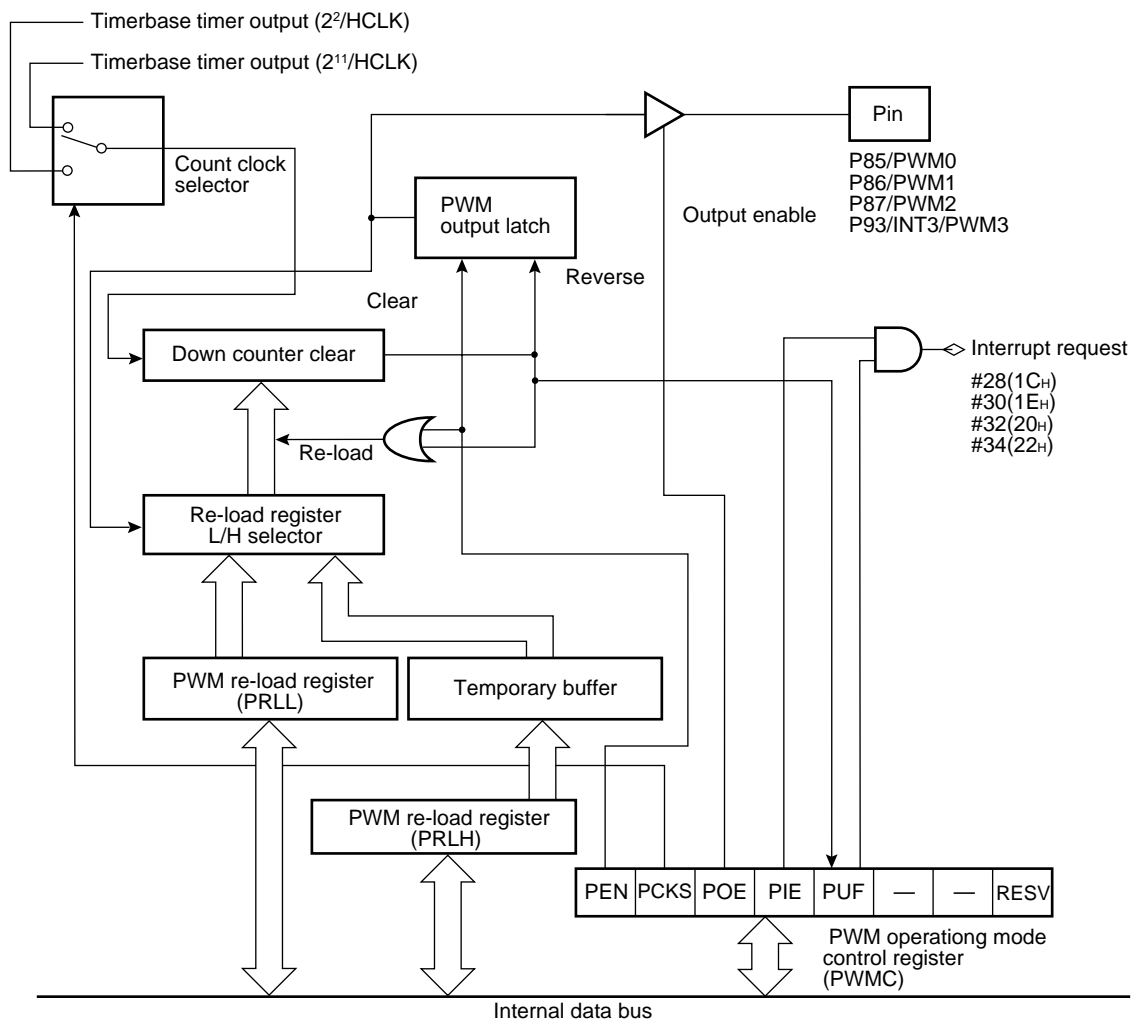 Timerbase timer output (2²/HCLK)
Timerbase timer output (2¹¹/HCLK)
Count clock
selector
Pin
P85/PWM0
P86/PWM1
P87/PWM2
P93/INT3/PWM3
PWM
output latch
Output enable
Reverse
Clear
Down counter clear
Interrupt request
#28(1CH)
#30(1EH)
#32(20H)
#34(22H)
Re-load
Re-load register
L/H selector
PWM re-load register
(PRLL)
Temporary buffer
PWM re-load register
(PRLH)
PEN PCKS POE PIE PUF — — RESV
PWM operationg mode
control register
(PWMC)
Internal data bus